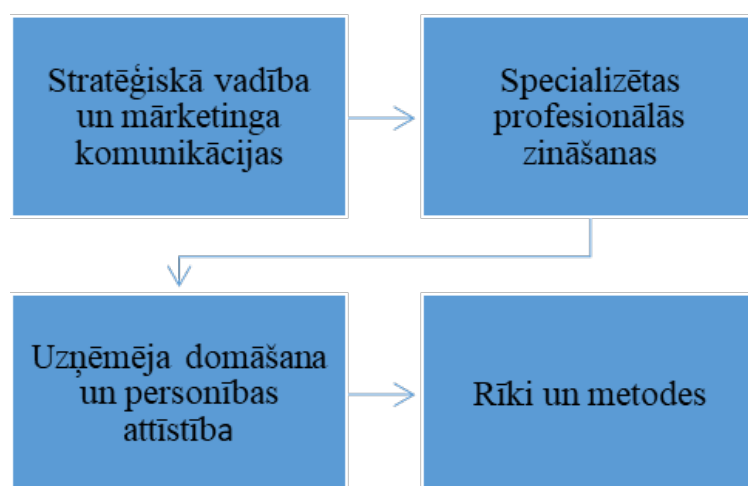 Stratēģiskā vadība
un mārketinga
komunikācijas
Specializētas
profesionālās
zināšanas
Uzņēmēja domāšana
un personības
attīstība
Rīki un metodes